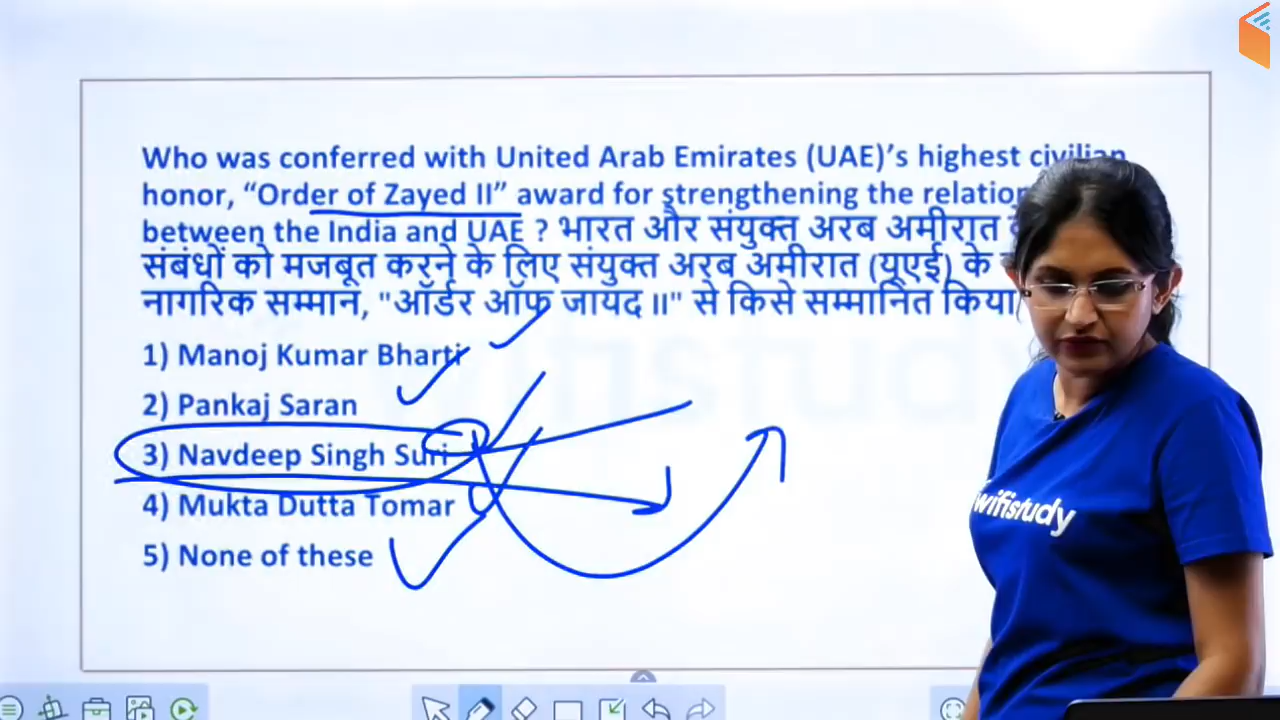 Who was conferred with United Arab Emirates (UAE)'s highest civilian
honor, “Order of Zayed II” award for strengthening the relation
between the India and UAE ? भारत और संयुक्त अरब अमीरात
संबंधों को मजबूत करने के लिए संयुक्त अरब अमीरात (यूएई) के
नागरिक सम्मान, "ऑर्डर ऑफ जायद II" से किसे सम्मानित किया
1) Manoj Kumar Bharti
2) Pankaj Saran
3) Navdeep Singh Suri
4) Mukta Dutta Tomar
5) None of these
wifistudy
wifistudy